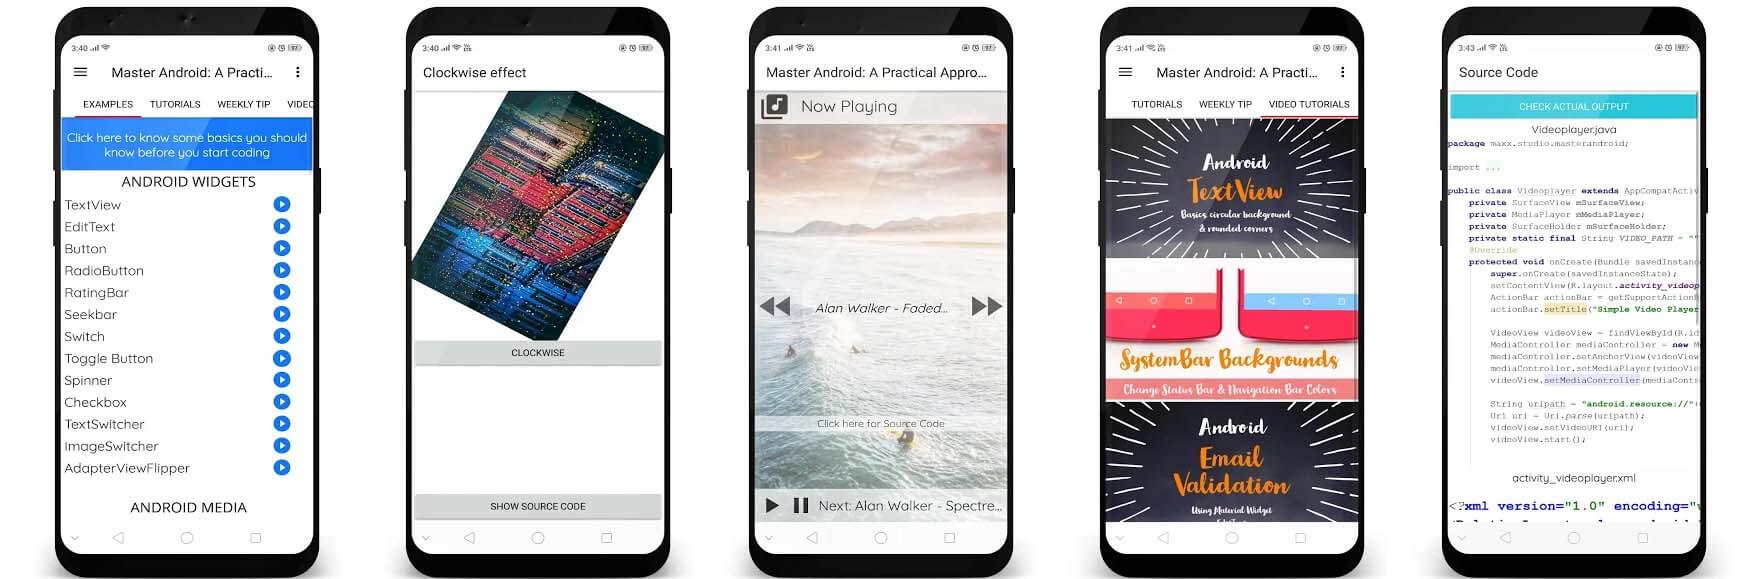 3:40
Master Android: A Practi...
EXAMPLES TUTORIALS WEEKLY TIP VIDEO
Click here to know some basics you should
know before you start coding
ANDROID WIDGETS
TextView
EditText
Button
RadioButton
RatingBar
Seekbar
Switch
Toggle Button
Spinner
Checkbox
TextSwitcher
ImageSwitcher
AdapterViewFlipper
ANDROID MEDIA
3:40
Clockwise effect
CLOCKWISE
SHOW SOURCE CODE
3:41
Master Android: A Practical Appro...
Now Playing
Alan Walker - Faded...
Click here for Source Code
Next: Alan Walker - Spectre...
3:41
Master Android: A Practi...
TUTORIALS WEEKLY TIP VIDEO TUTORIALS
Android
TextView
Basics, circular background
& rounded corners
SystemBar Backgrounds
Change Status Bar & Navigation Bar Colors
Android
Email
Validation
Using Material Widget
EditText
3:43
Source Code
CHECK ACTUAL OUTPUT
Videoplayer.java
package maxx.studio.masterandroid;
import ...
public class Videoplayer extends AppCompatActiv
private SurfaceView mSurfaceView;
private MediaPlayer mMediaPlayer;
private SurfaceHolder mSurfaceHolder;
private static final String VIDEO_PATH = "
@Override
protected void onCreate(Bundle savedInstanc
super.onCreate(savedInstanceState);
setContentView(R.layout.activity_videop
ActionBar actionBar = getSupportActionB
actionBar.setTitle("Simple Video Player
VideoView videoView = findViewById(R.id
MediaController mediaController = new M
mediaController.setAnchorView(videoView
mediaController.setMediaPlayer(videoVie
videoView.setMediaController(mediaConts
String uripath = "android.resource://"+
Uri uri = Uri.parse(uripath);
videoView.setVideoURI(uri);
videoView.start();
activity_videoplayer.xml
<?xml version="1.0" encoding="u